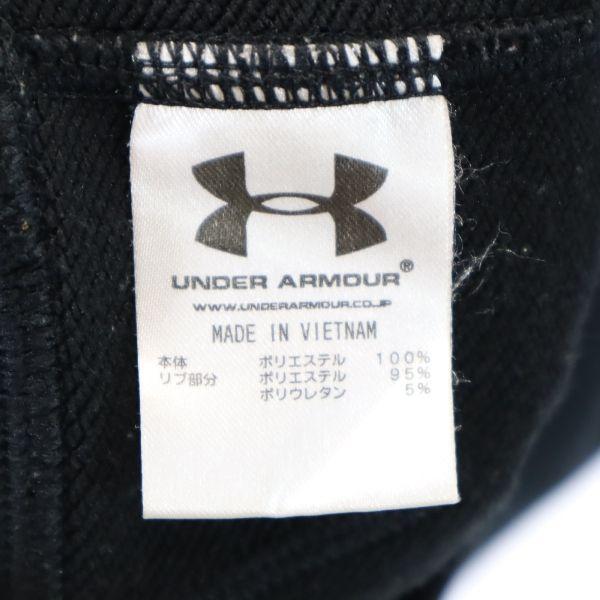 UNDER ARMOUR®
WWW.UNDERARMOUR.CO.JP
MADE IN VIETNAM
本体 ポリエステル 100%
リブ部分 ポリエステル 95%
ポリウレタン 5%